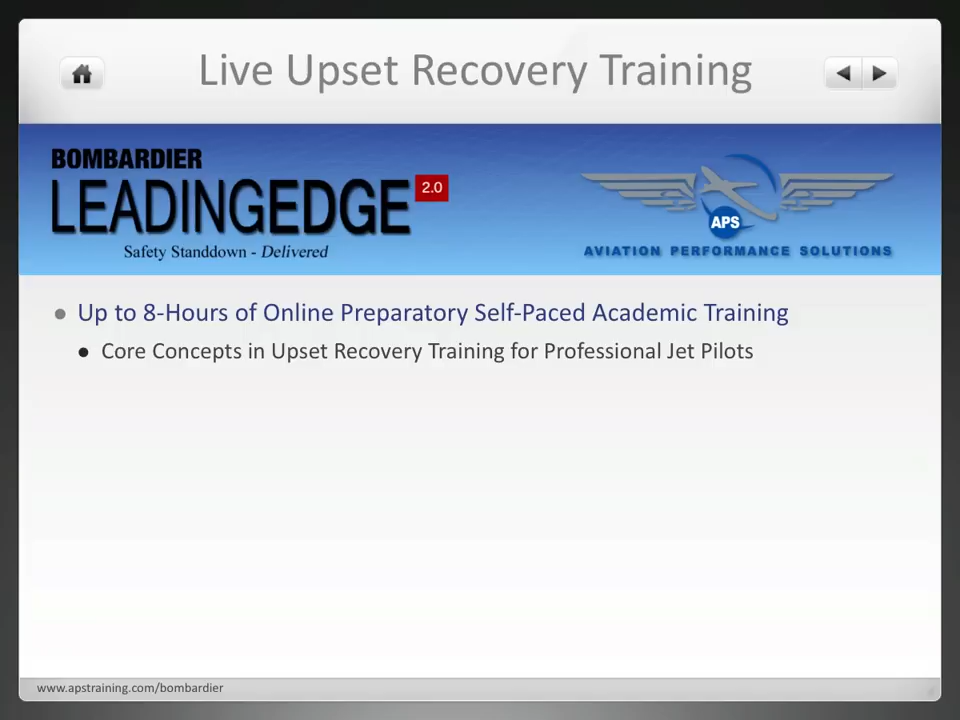 Live Upset Recovery Training
BOMBARDIER
LEADINGEDGE 2.0
Safety Standdown - Delivered
APS
AVIATION PERFORMANCE SOLUTIONS
Up to 8-Hours of Online Preparatory Self-Paced Academic Training
Core Concepts in Upset Recovery Training for Professional Jet Pilots
www.apstraining.com/bombardier